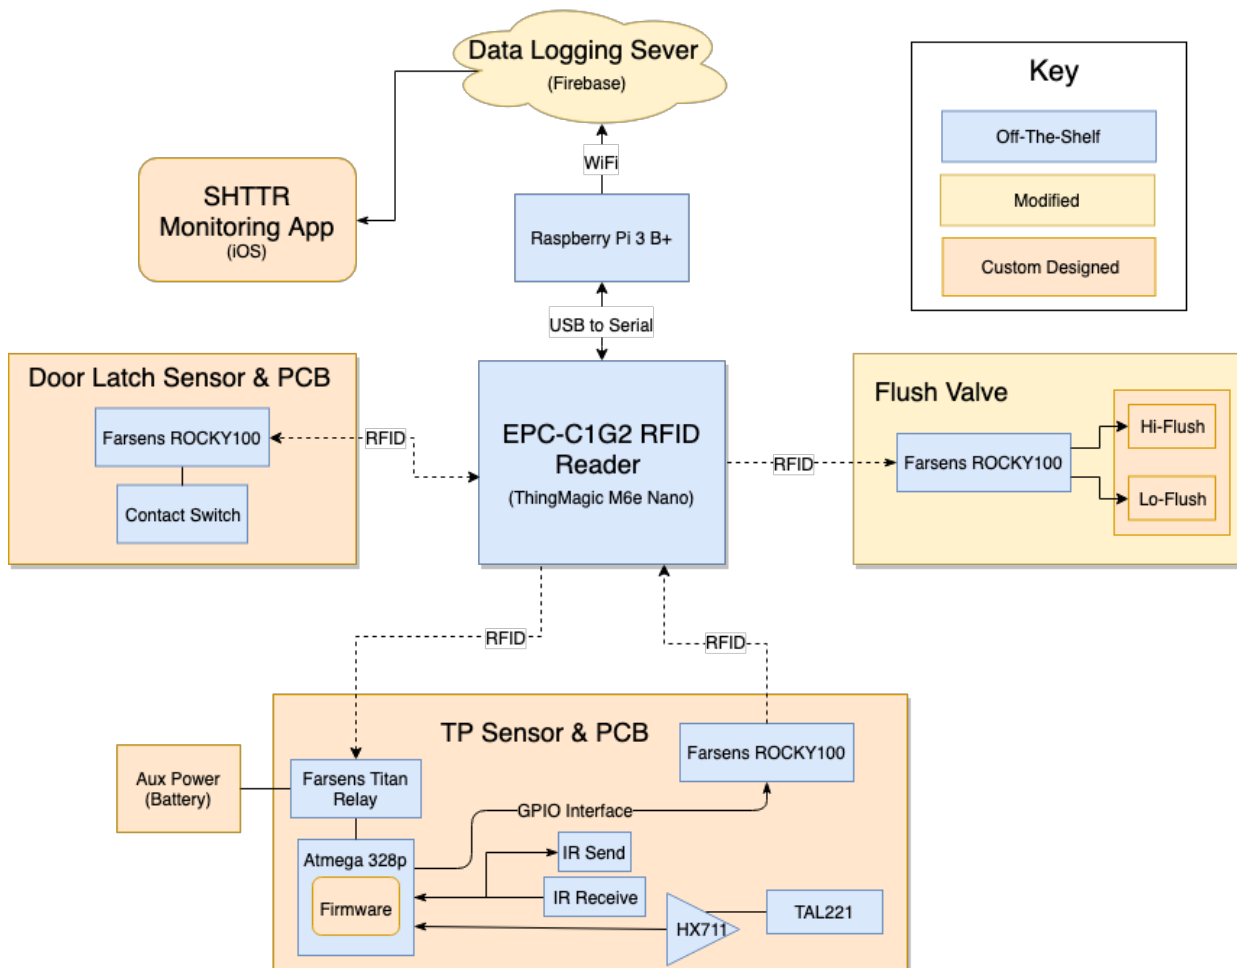 Data Logging Sever
(Firebase)
Key
Off-The-Shelf
Modified
Custom Designed
WiFi
SHTTR
Monitoring App
(iOS)
Raspberry Pi 3 B+
USB to Serial
Door Latch Sensor & PCB
Farsens ROCKY100
Contact Switch
RFID
EPC-C1G2 RFID
Reader
(ThingMagic M6e Nano)
RFID
Flush Valve
Farsens ROCKY100
Hi-Flush
Lo-Flush
RFID
RFID
TP Sensor & PCB
Farsens ROCKY100
Aux Power
(Battery)
Farsens Titan
Relay
GPIO Interface
Atmega 328p
Firmware
IR Send
IR Receive
HX711
TAL221